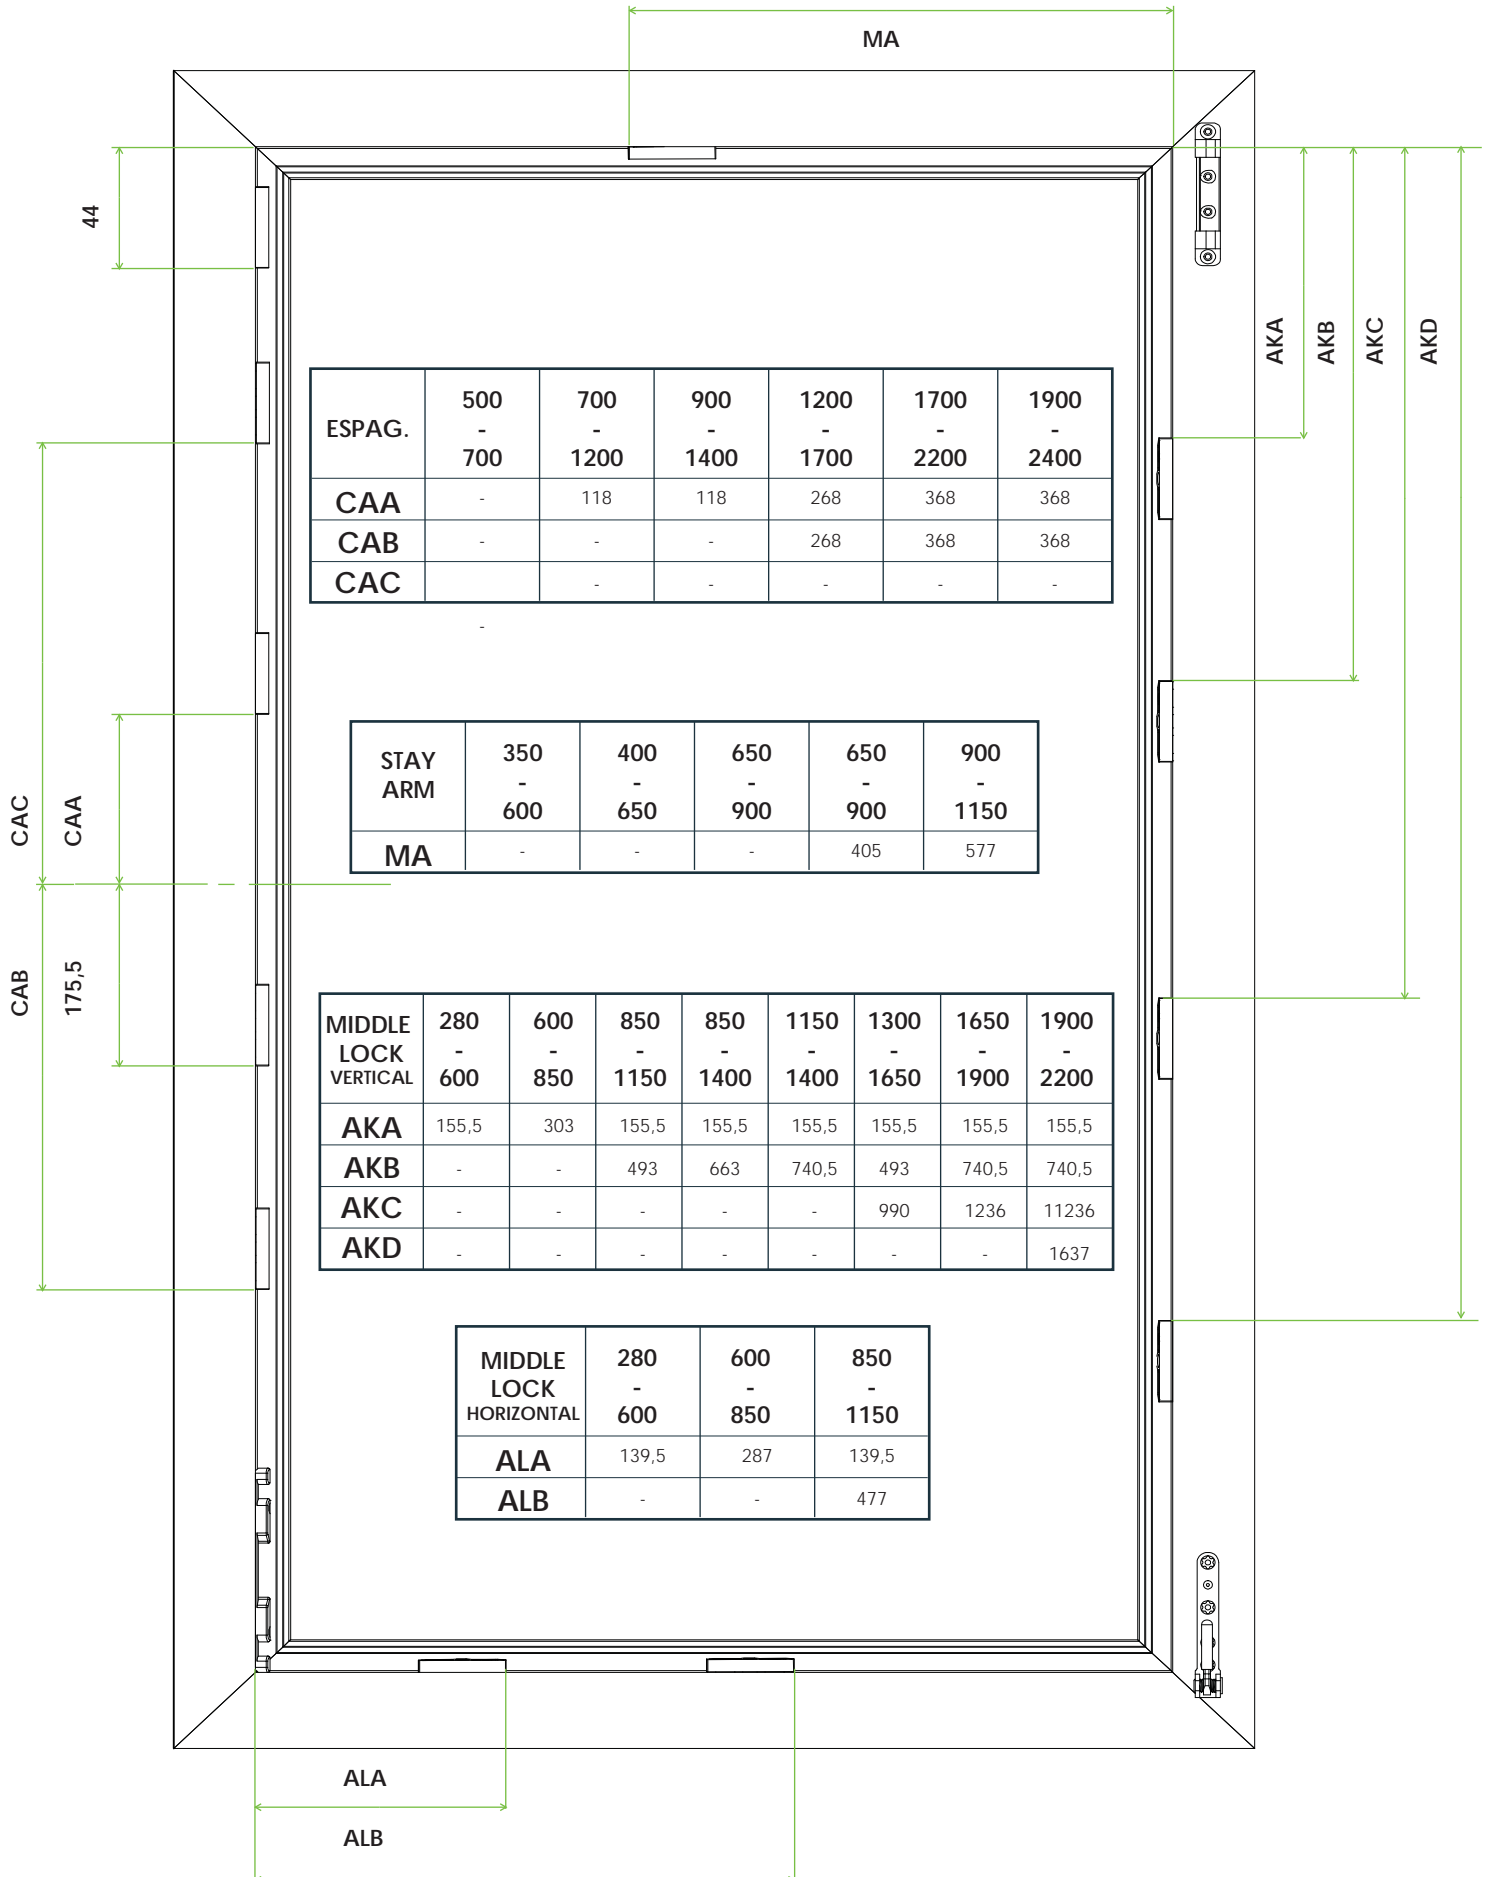 MA
44
AKA
AKB
AKC
AKD
ESPAG. 500 - 700 700 - 1200 900 - 1400 1200 - 1700 1700 - 2200 1900 - 2400
CAA - 118 118 268 368 368
CAB - - - 268 368 368
CAC - - - - -
-
STAY ARM 350 - 600 400 - 650 650 - 900 650 - 900 900 - 1150
MA - - - 405 577
CAC
CAA
CAB
175,5
MIDDLE LOCK VERTICAL 280 - 600 600 - 850 850 - 1150 850 - 1400 1150 - 1400 1300 - 1650 1650 - 1900 1900 - 2200
AKA 155,5 303 155,5 155,5 155,5 155,5 155,5 155,5
AKB - - 493 663 740,5 493 740,5 740,5
AKC - - - - - 990 1236 11236
AKD - - - - - - - 1637
MIDDLE LOCK HORIZONTAL 280 - 600 600 - 850 850 - 1150
ALA 139,5 287 139,5
ALB - - 477
ALA
ALB